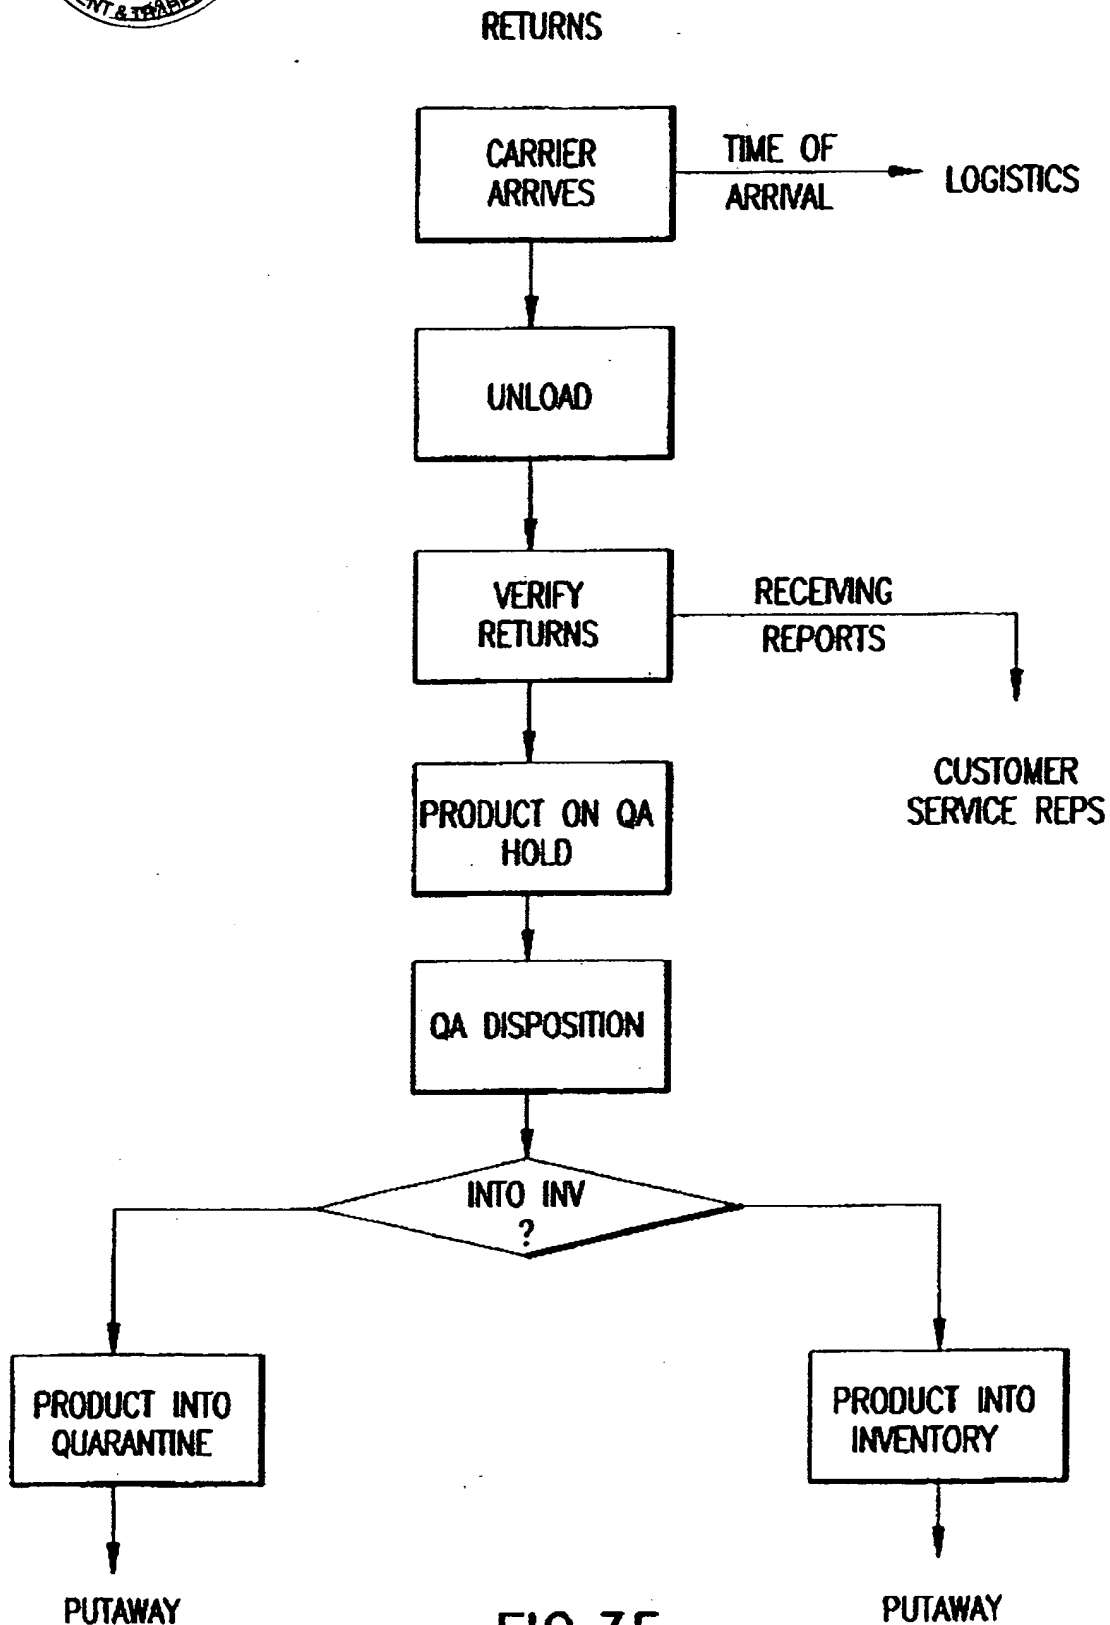 RETURNS
CARRIER
ARRIVES
TIME OF
ARRIVAL
LOGISTICS
UNLOAD
VERIFY
RETURNS
RECEIVING
REPORTS
CUSTOMER
SERVICE REPS
PRODUCT ON QA
HOLD
QA DISPOSITION
INTO INV
?
PRODUCT INTO
QUARANTINE
PRODUCT INTO
INVENTORY
PUTAWAY
PUTAWAY